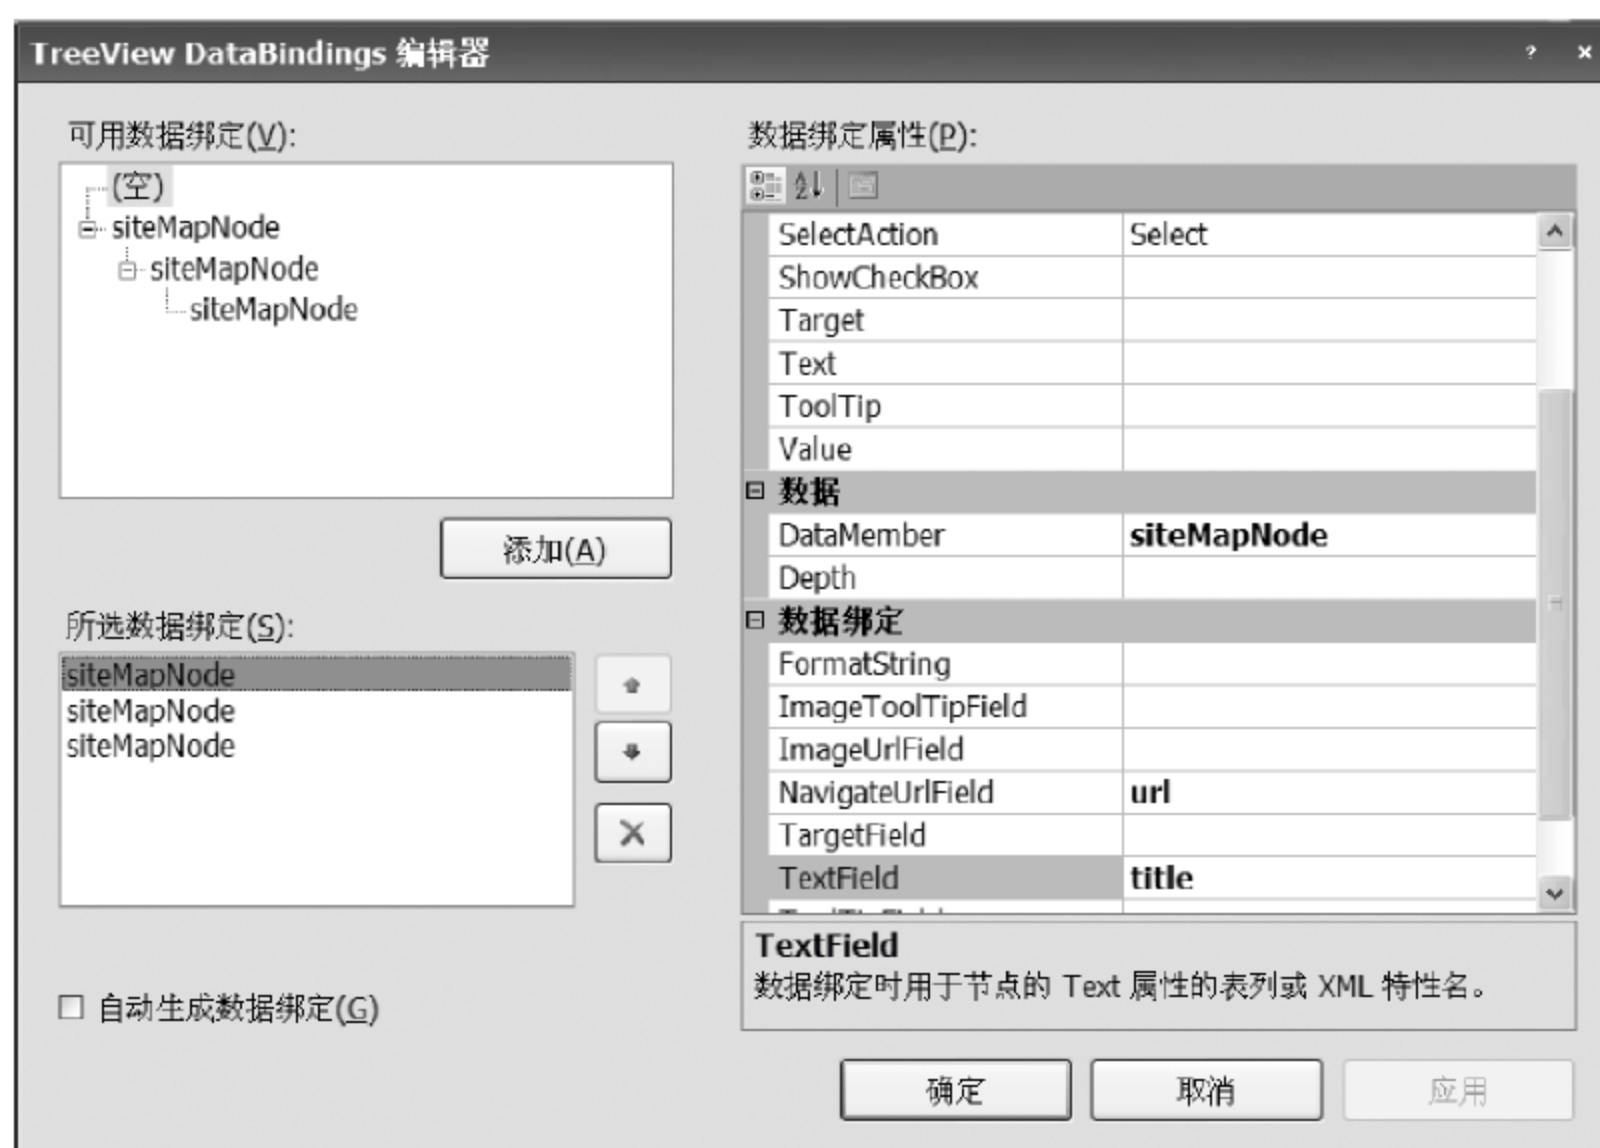 TreeView DataBindings 编辑器
可用数据绑定(V):
(空)
siteMapNode
siteMapNode
siteMapNode
添加(A)
所选数据绑定(S):
siteMapNode
siteMapNode
siteMapNode
自动生成数据绑定(G)
数据绑定属性(P):
SelectAction Select
ShowCheckBox
Target
Text
ToolTip
Value
数据
DataMember siteMapNode
Depth
数据绑定
FormatString
ImageToolTipField
ImageUrlField
NavigateUrlField url
TargetField
TextField title
TextField
数据绑定时用于节点的 Text 属性的表列或 XML 特性名。
确定 取消 应用